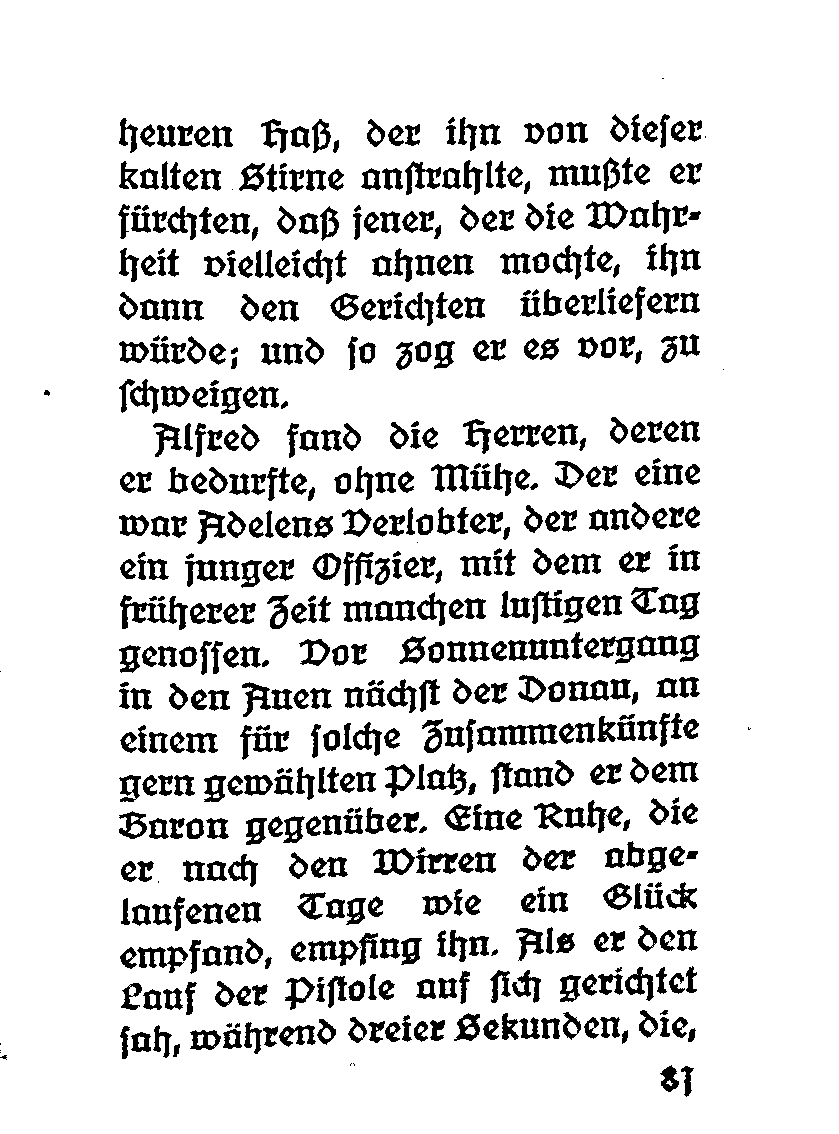 heuren Haß, der ihn von dieser
kalten Stirne anstrahlte, mußte er
fürchten, daß jener, der die Wahr-
heit vielleicht ahnen mochte, ihn
dann den Gerichten überliefern
würde; und so zog er es vor, zu
schweigen.
Alfred fand die Herren, deren
er bedurfte, ohne Mühe. Der eine
war Adelens Verlobter, der andere
ein junger Offizier, mit dem er in
früherer Zeit manchen lustigen Tag
genossen. Vor Sonnenuntergang
in den Auen nächst der Donau, an
einem für solche Zusammenkünfte
gern gewählten Platz, stand er dem
Baron gegenüber. Eine Ruhe, die
er nach den Wirren der abge-
laufenen Tage wie ein Glück
empfand, empfing ihn. Als er den
Lauf der Pistole auf sich gerichtet
sah, während dreier Sekunden, die,
81